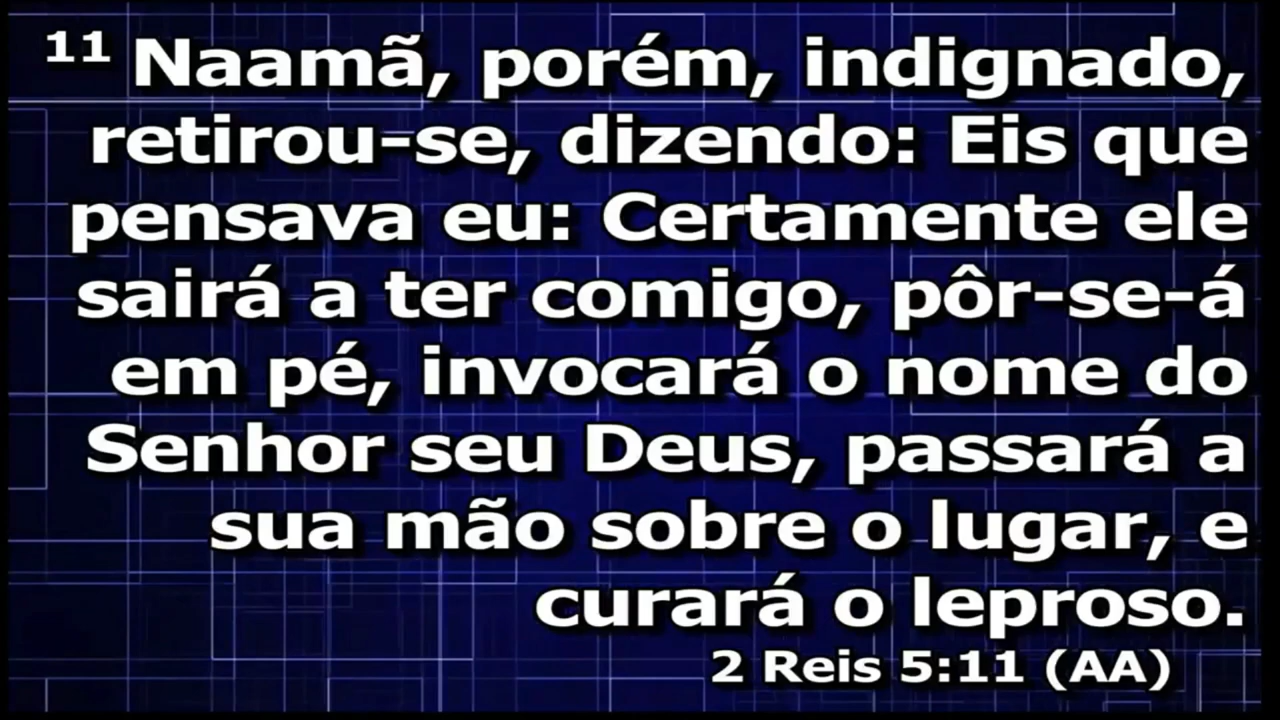 11 Naamã, porém, indignado,
retirou-se, dizendo: Eis que
pensava eu: Certamente ele
sairá a ter comigo, pôr-se-á
em pé, invocará o nome do
Senhor seu Deus, passará a
sua mão sobre o lugar, e
curará o leproso.
2 Reis 5:11 (AA)